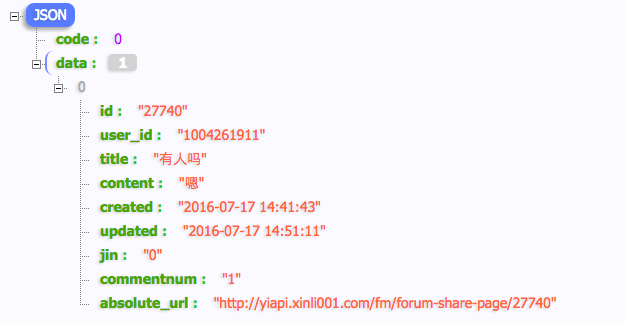 JSON
code : 0
data : 1
0
id : "27740"
user_id : "1004261911"
title : "有人吗"
content : "嗯"
created : "2016-07-17 14:41:43"
updated : "2016-07-17 14:51:11"
jin : "0"
commentnum : "1"
absolute_url : "http://yiapi.xinli001.com/fm/forum-share-page/27740"